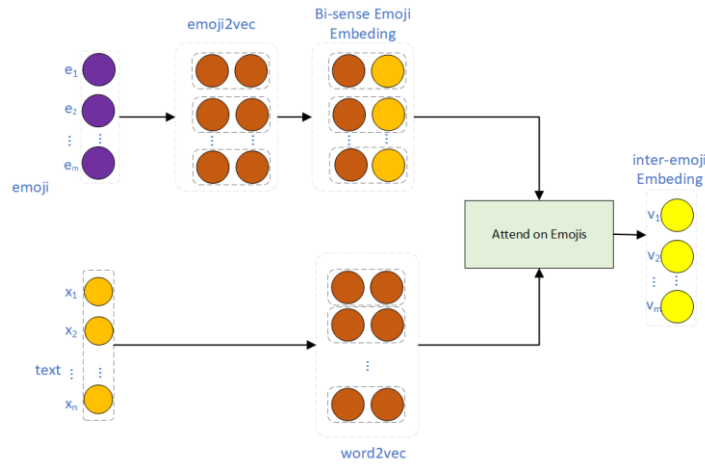 emoji2vec
Bi-sense Emoji
Embeding
e1
e2
⋮ ⋮
em
emoji
inter-emoji
Embeding
v1
v2
⋮ ⋮
vm
Attend on Emojis
x1
x2
text ⋮ ⋮
xn
⋮
word2vec